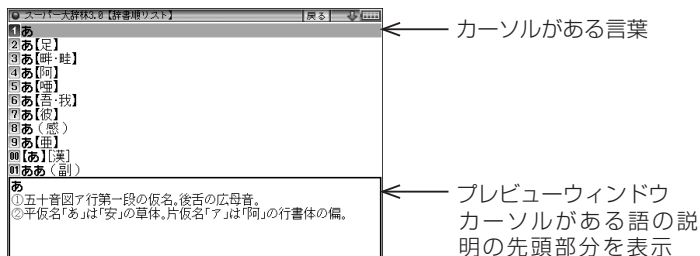 スーパー大辞林3.0【辞書順リスト】 戻る
1あ
2あ【足】
3あ【畔・畦】
4あ【阿】
5あ【唖】
6あ【吾・我】
7あ【彼】
8あ（感）
9あ【亜】
00【あ】[漢]
01ああ（副）
あ
①五十音図ア行第一段の仮名。後舌の広母音。
②平仮名「あ」は「安」の草体。片仮名「ァ」は「阿」の行書体の偏。
カーソルがある言葉
プレビューウィンドウ
カーソルがある語の説
明の先頭部分を表示